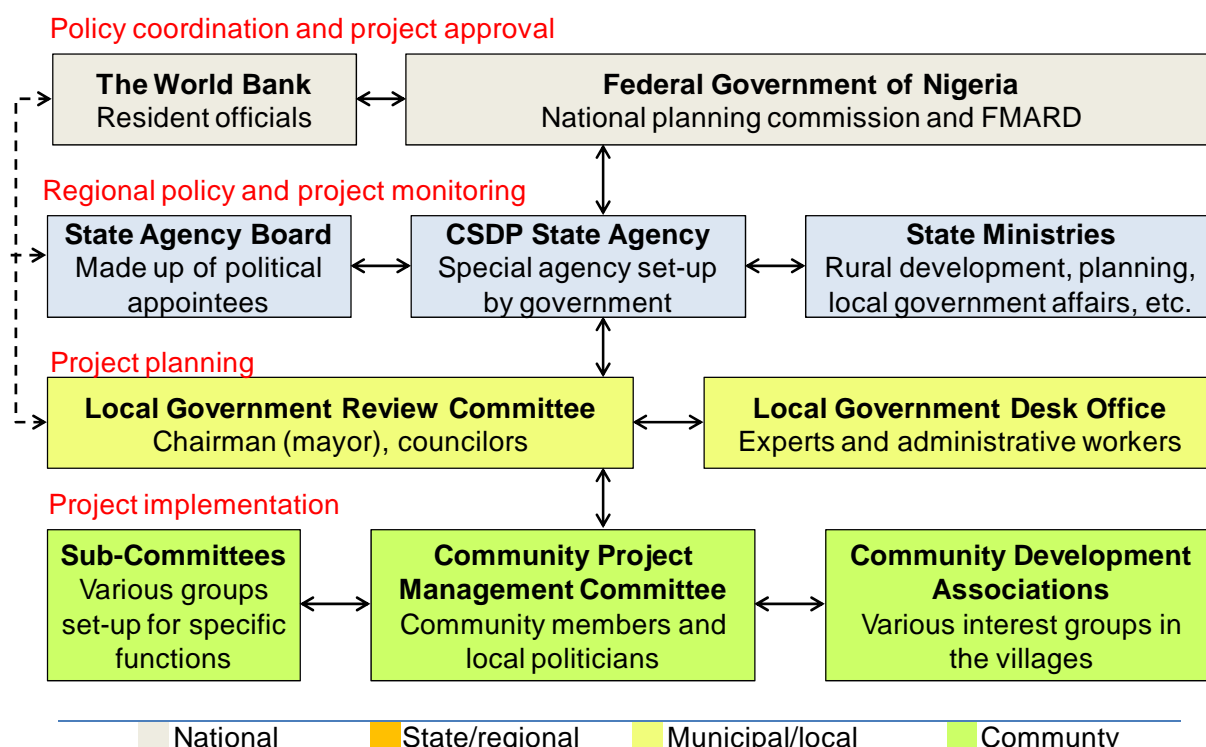 Policy coordination and project approval
The World Bank
Resident officials
Federal Government of Nigeria
National planning commission and FMARD
Regional policy and project monitoring
State Agency Board
Made up of political
appointees
CSDP State Agency
Special agency set-up
by government
State Ministries
Rural development, planning,
local government affairs, etc.
Project planning
Local Government Review Committee
Chairman (mayor), councilors
Local Government Desk Office
Experts and administrative workers
Project implementation
Sub-Committees
Various groups
set-up for specific
functions
Community Project
Management Committee
Community members and
local politicians
Community Development
Associations
Various interest groups in
the villages
National
State/regional
Municipal/local
Communty